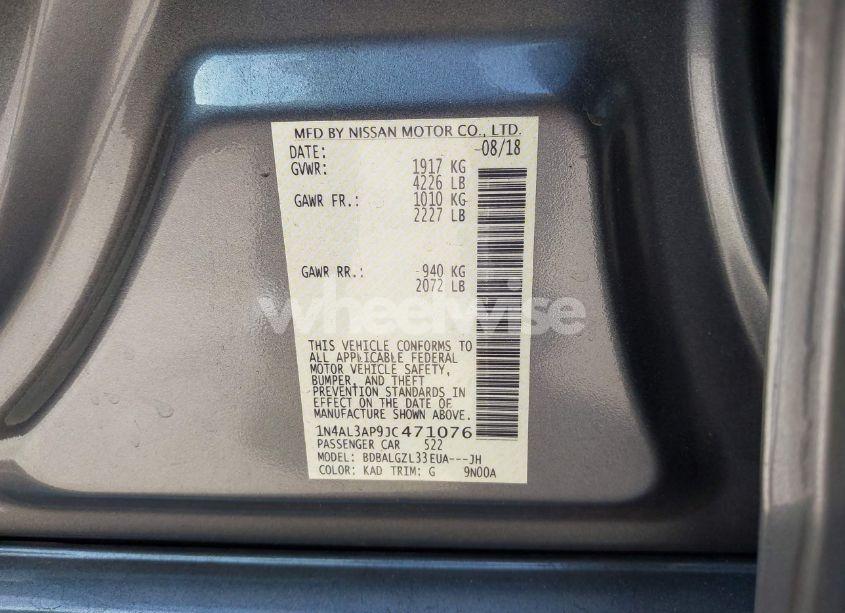 MFD BY NISSAN MOTOR CO., LTD.
DATE: 08/18
GVWR: 1917 KG
4226 LB
GAWR FR.: 1010 KG
2227 LB
GAWR RR.: 940 KG
2072 LB
wheelwise
THIS VEHICLE CONFORMS TO
ALL APPLICABLE FEDERAL
MOTOR VEHICLE SAFETY,
BUMPER, AND THEFT
PREVENTION STANDARDS IN
EFFECT ON THE DATE OF
MANUFACTURE SHOWN ABOVE.
1N4AL3AP9JC471076
PASSENGER CAR 522
MODEL: BDBALGZL33EUA---JH
COLOR: KAD TRIM: G 9N00A